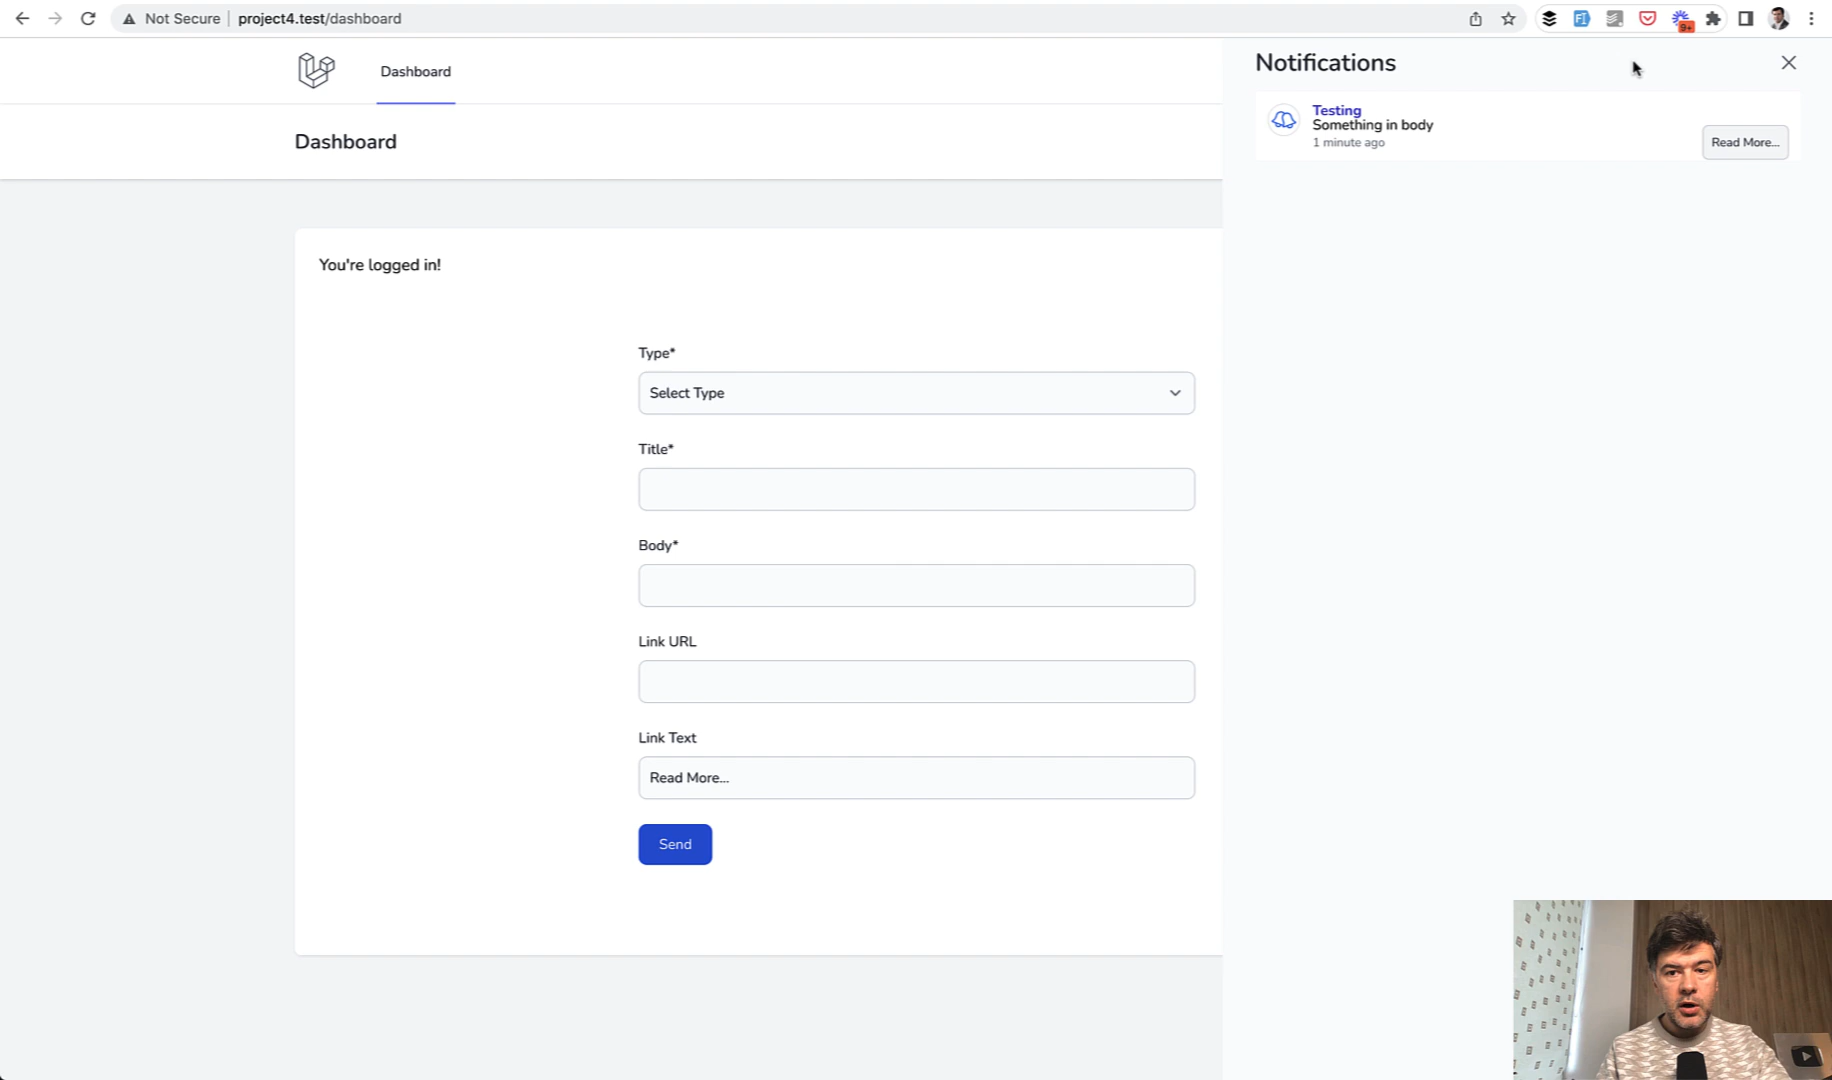 Not Secure
project4.test/dashboard
9+
Dashboard
Notifications
Testing
Something in body
1 minute ago
Read More...
Dashboard
You're logged in!
Type*
Select Type
Title*
Body*
Link URL
Link Text
Read More...
Send